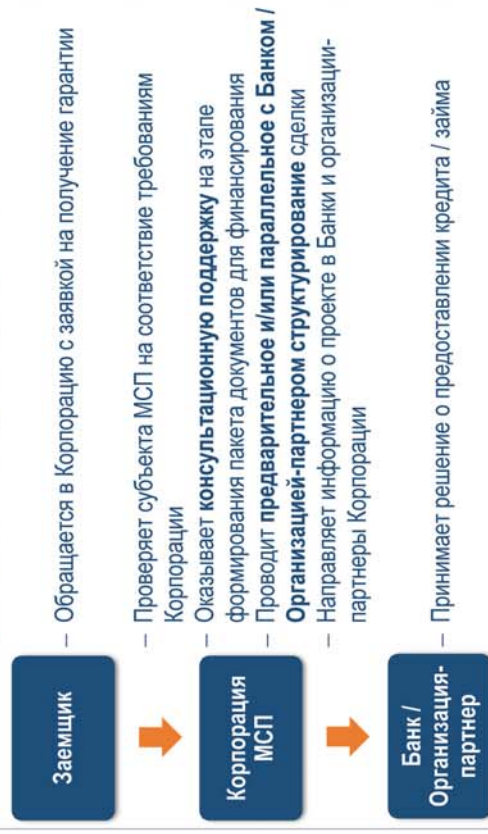 Заемщик
– Обращается в Корпорацию с заявкой на получение гарантии
Корпорация
МСП
– Проверяет субъекта МСП на соответствие требованиям
Корпорации
– Оказывает консультационную поддержку на этапе
формирования пакета документов для финансирования
– Проводит предварительное и/или параллельное с Банком /
Организацией-партнером структурирование сделки
– Направляет информацию о проекте в Банки и организации-
партнеры Корпорации
Банк /
Организация-
партнер
– Принимает решение о предоставлении кредита / займа